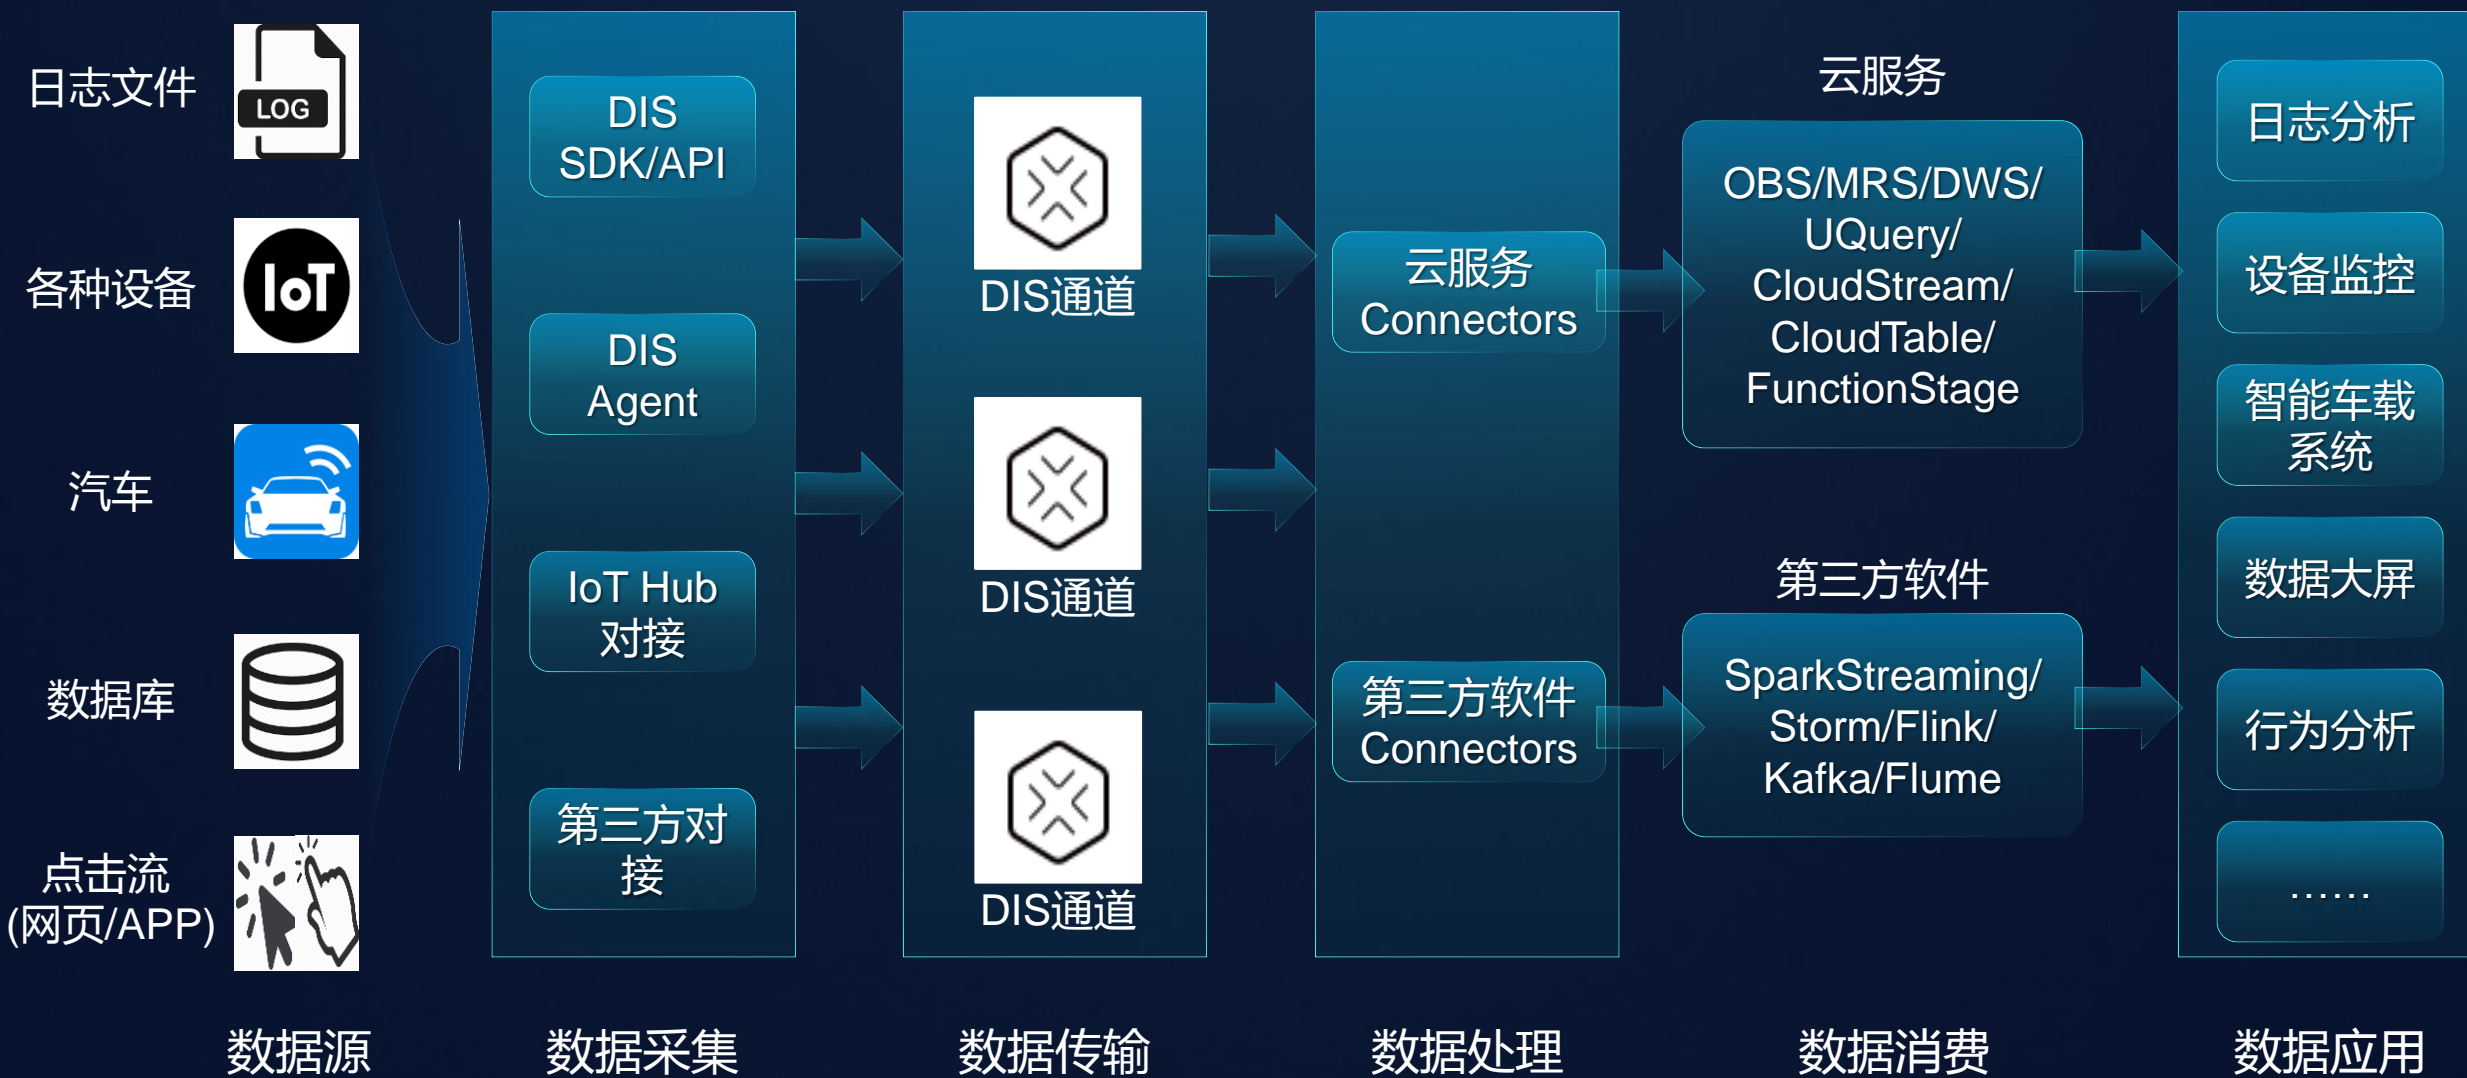 日志文件
LOG
各种设备
IoT
汽车
数据库
点击流
(网页/APP)
数据源
DIS
SDK/API
DIS
Agent
IoT Hub
对接
第三方对
接
数据采集
DIS通道
DIS通道
DIS通道
数据传输
云服务
Connectors
第三方软件
Connectors
数据处理
云服务
OBS/MRS/DWS/
UQuery/
CloudStream/
CloudTable/
FunctionStage
第三方软件
SparkStreaming/
Storm/Flink/
Kafka/Flume
数据消费
日志分析
设备监控
智能车载
系统
数据大屏
行为分析
……
数据应用